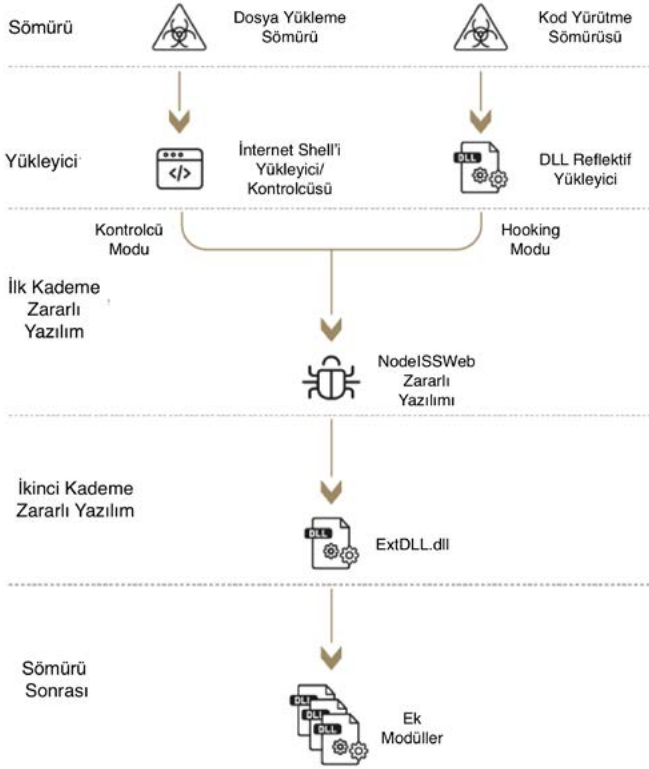 Sömürü
Dosya Yükleme
Sömürü
Kod Yürütme
Sömürüsü
Yükleyici
İnternet Shell'i
Yükleyici/
Kontrolcüsü
DLL
DLL Reflektif
Yükleyici
Kontrolcü
Modu
Hooking
Modu
İlk Kademe
Zararlı
Yazılım
NodeISSWeb
Zararlı
Yazılımı
İkinci Kademe
Zararlı Yazılım
DLL
ExtDLL.dll
Sömürü
Sonrası
DLL
DLL
DLL
Ek
Modüller